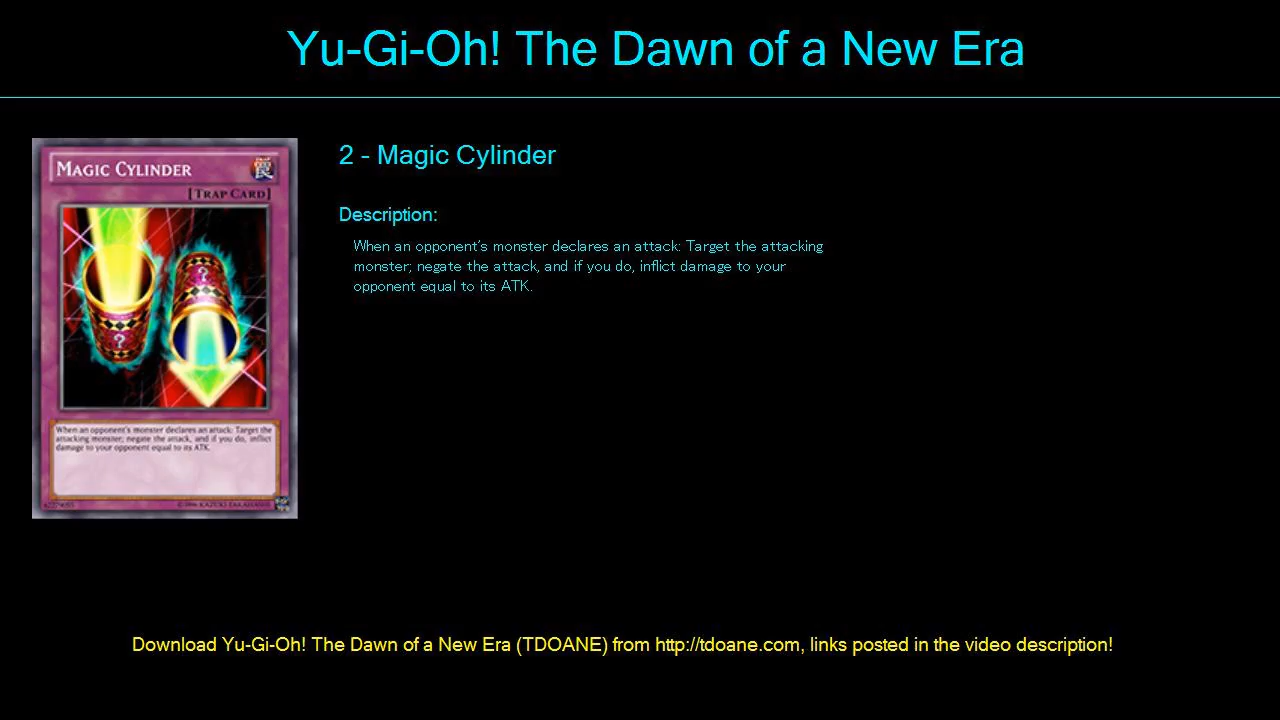 Yu-Gi-Oh! The Dawn of a New Era
MAGIC CYLINDER
[TRAP CARD]
?
?
When an opponent's monster declares an attack: Target the
attacking monster; negate the attack, and if you do, inflict
damage to your opponent equal to its ATK.
©1996 KAZUKI TAKAHASHI
2 - Magic Cylinder
Description:
When an opponent's monster declares an attack: Target the attacking
monster; negate the attack, and if you do, inflict damage to your
opponent equal to its ATK.
Download Yu-Gi-Oh! The Dawn of a New Era (TDOANE) from http://tdoane.com, links posted in the video description!